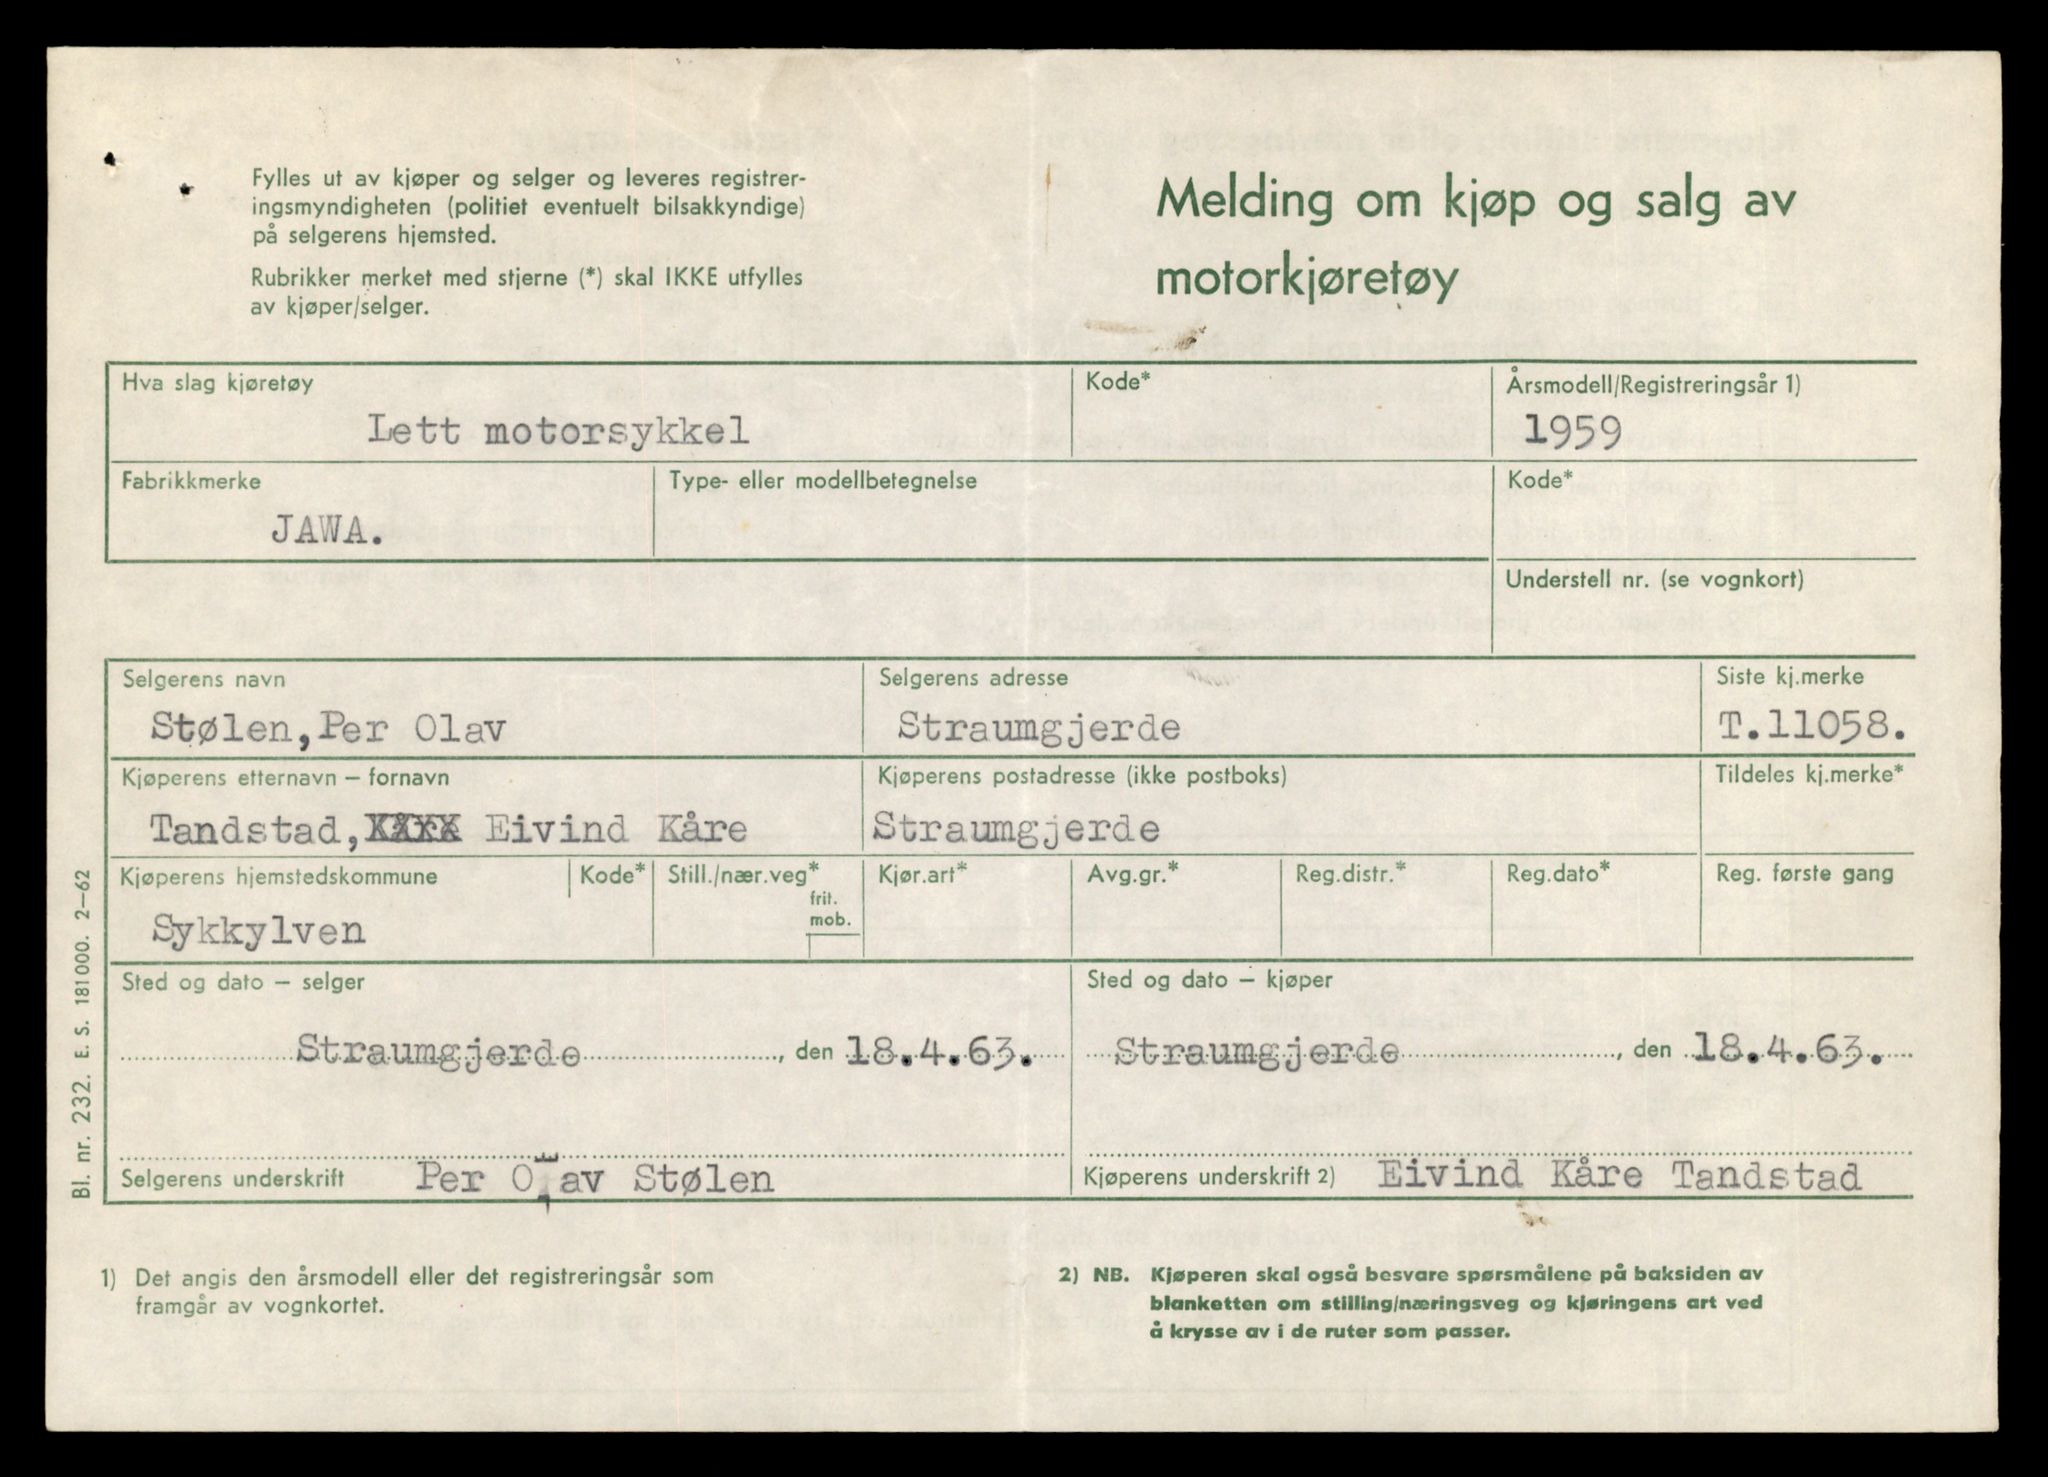 Fylles ut av kjøper og selger og leveres registrer-
ingsmyndigheten (politiet eventuelt bilsakkyndige)
på selgerens hjemsted.
Rubrikker merket med stjerne (*) skal IKKE utfylles
av kjøper/selger.
Melding om kjøp og salg av
motorkjøretøy
Hva slag kjøretøy
Lett motorsykkel
Kode*
Årsmodell/Registreringsår 1)
1959
Fabrikkmerke
JAWA.
Type- eller modellbetegnelse
Kode*
Understell nr. (se vognkort)
Selgerens navn
Stølen,Per Olav
Selgerens adresse
Straumgjerde
Siste kj.merke
T.11058.
Kjøperens etternavn – fornavn
Tandstad, Eivind Kåre
Kjøperens postadresse (ikke postboks)
Straumgjerde
Tildeles kj.merke*
Kjøperens hjemstedskommune
Sykkylven
Kode*
Still./nær.veg*
frit.
mob.
Kjør.art*
Avg.gr.*
Reg.distr.*
Reg.dato*
Reg. første gang
Sted og dato – selger
Straumgjerde, den 18.4.63.
Sted og dato – kjøper
Straumgjerde, den 18.4.63.
Selgerens underskrift Per Olav Stølen
Kjøperens underskrift 2) Eivind Kåre Tandstad
Bl. nr. 232. E. S. 181000. 2–62
1) Det angis den årsmodell eller det registreringsår som
framgår av vognkortet.
2) NB. Kjøperen skal også besvare spørsmålene på baksiden av
blanketten om stilling/næringsveg og kjøringens art ved
å krysse av i de ruter som passer.